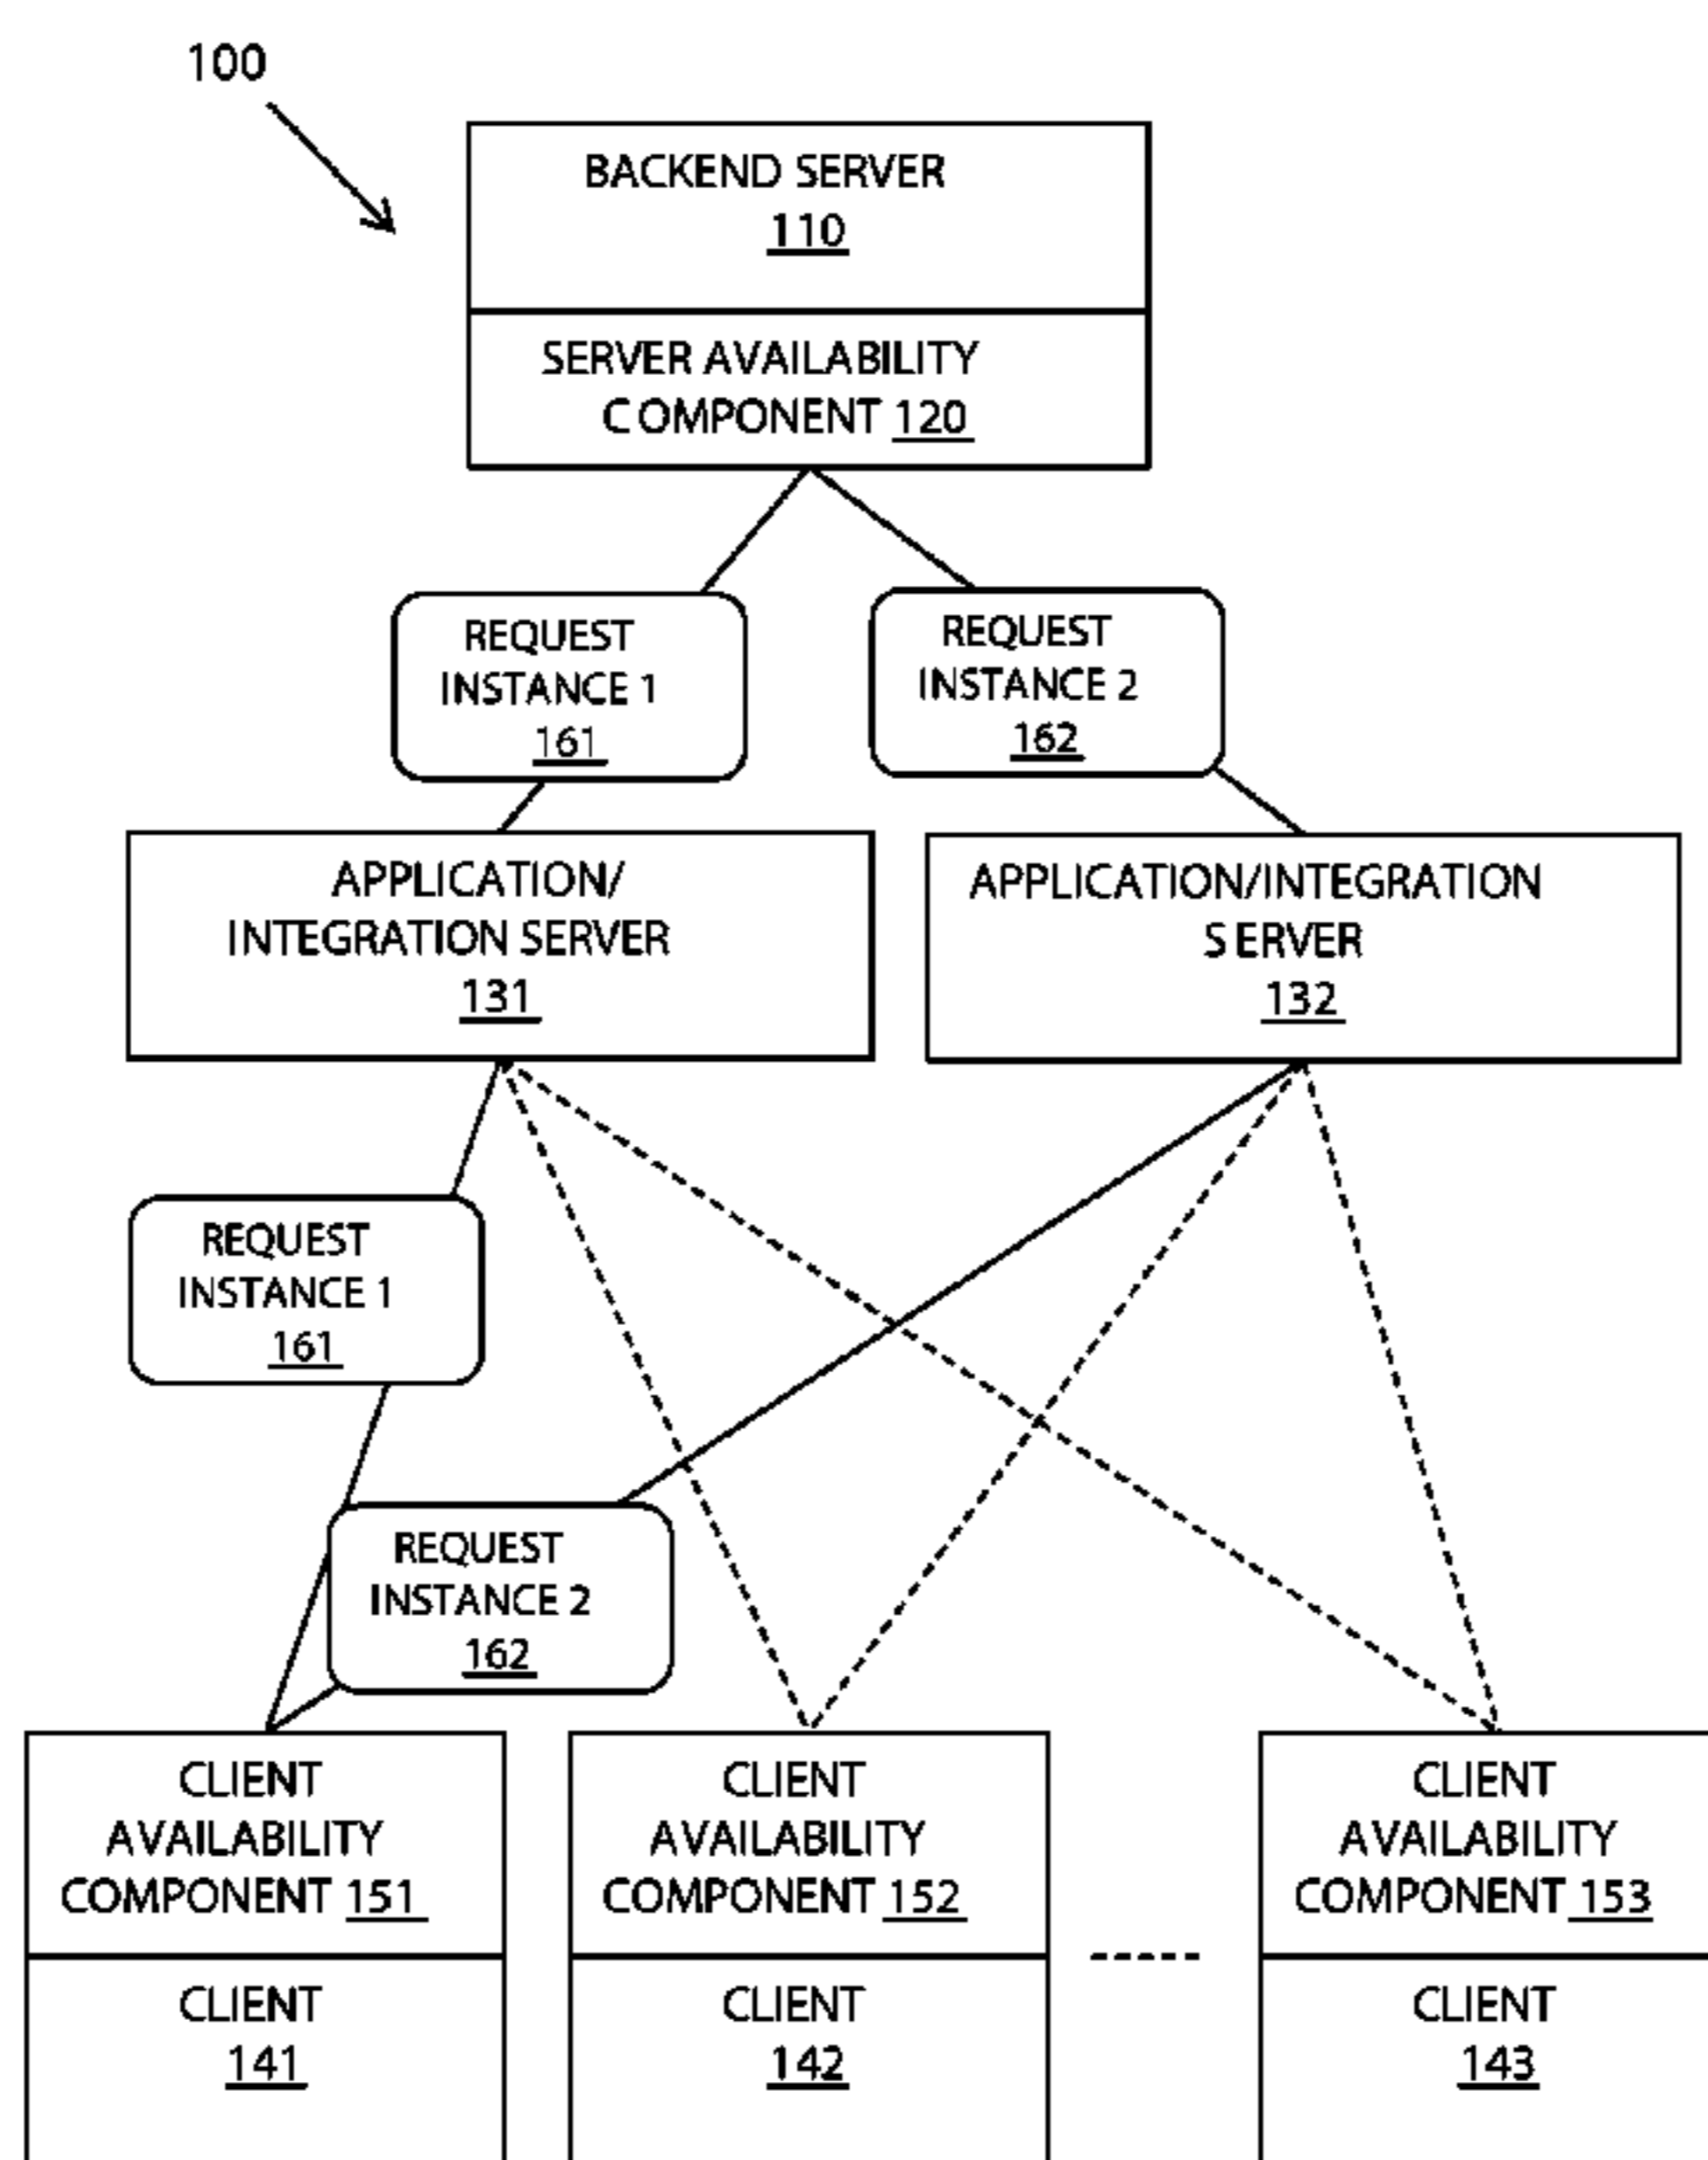 100
BACKEND SERVER
110
SERVER AVAILABILITY
COMPONENT 120
REQUEST
INSTANCE 1
161
REQUEST
INSTANCE 2
162
APPLICATION/
INTEGRATION SERVER
131
APPLICATION/INTEGRATION
SERVER
132
REQUEST
INSTANCE 1
161
REQUEST
INSTANCE 2
162
CLIENT
AVAILABILITY
COMPONENT 151
CLIENT
141
CLIENT
AVAILABILITY
COMPONENT 152
CLIENT
142
CLIENT
AVAILABILITY
COMPONENT 153
CLIENT
143